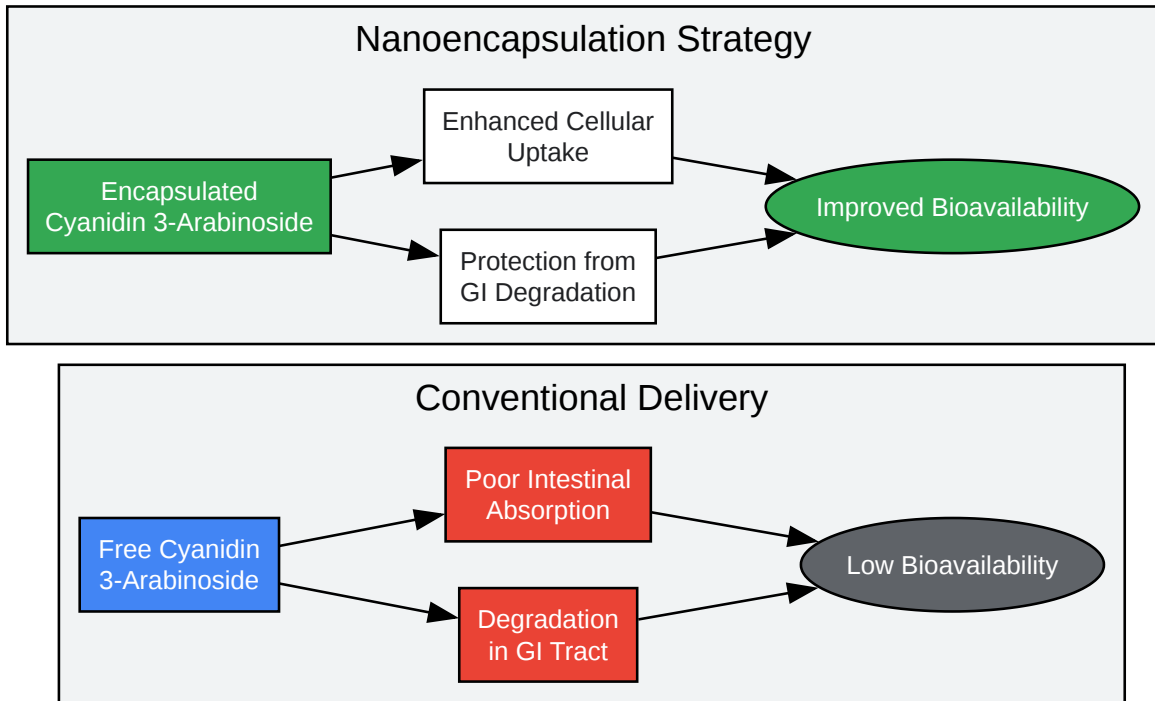 Nanoencapsulation Strategy
Enhanced Cellular
Uptake
Encapsulated
Cyanidin 3-Arabinoside
Improved Bioavailability
Protection from
GI Degradation
Conventional Delivery
Poor Intestinal
Absorption
Free Cyanidin
3-Arabinoside
Low Bioavailability
Degradation
in GI Tract